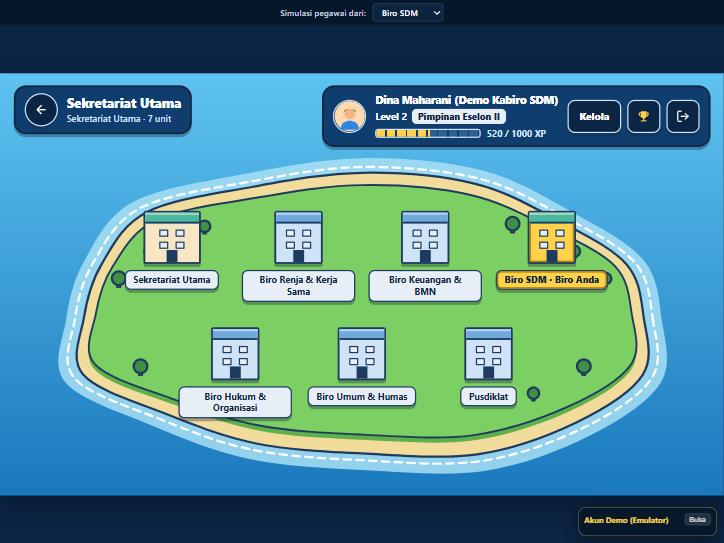 Simulasi pegawai dari: Biro SDM
Sekretariat Utama
Sekretariat Utama · 7 unit
Dina Maharani (Demo Kabiro SDM)
Level 2 Pimpinan Eselon II
520 / 1000 XP
Kelola
Sekretariat Utama
Biro Renja & Kerja
Sama
Biro Keuangan &
BMN
Biro SDM · Biro Anda
Biro Hukum &
Organisasi
Biro Umum & Humas
Pusdiklat
Akun Demo (Emulator) Buka